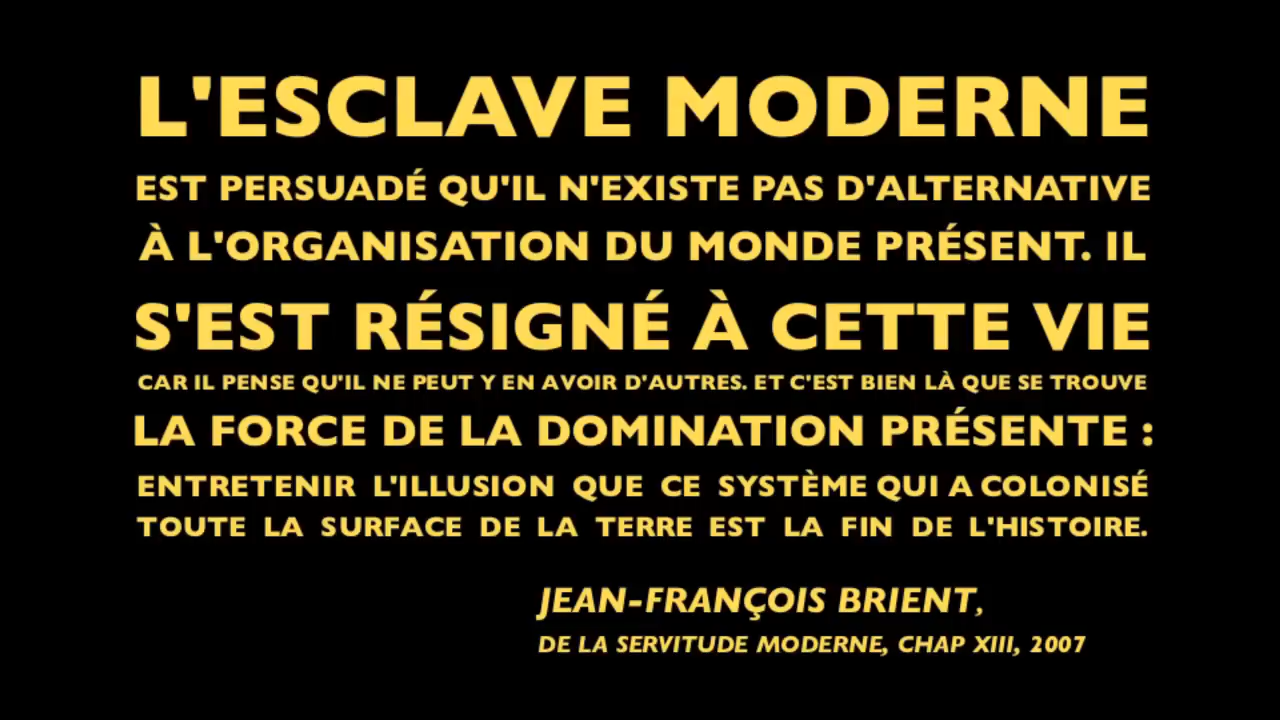 L'ESCLAVE MODERNE
EST PERSUADÉ QU'IL N'EXISTE PAS D'ALTERNATIVE
À L'ORGANISATION DU MONDE PRÉSENT. IL
S'EST RÉSIGNÉ À CETTE VIE
CAR IL PENSE QU'IL NE PEUT Y EN AVOIR D'AUTRES. ET C'EST BIEN LÀ QUE SE TROUVE
LA FORCE DE LA DOMINATION PRÉSENTE :
ENTRETENIR L'ILLUSION QUE CE SYSTÈME QUI A COLONISÉ
TOUTE LA SURFACE DE LA TERRE EST LA FIN DE L'HISTOIRE.
JEAN-FRANÇOIS BRIENT,
DE LA SERVITUDE MODERNE, CHAP XIII, 2007